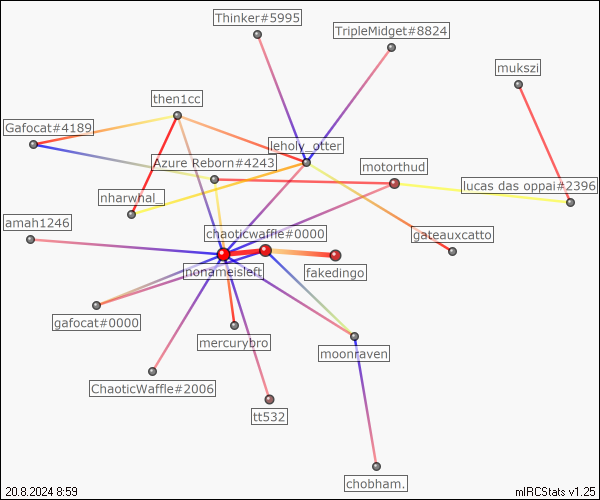 Thinker#5995
TripleMidget#8824
mukszi
then1cc
Gafocat#4189
leholy_otter
Azure Reborn#4243
motorthud
lucas das oppai#2396
nharwhal_
amah1246
chaoticwaffle#0000
gateauxcatto
nonameisleft
fakedingo
gafocat#0000
mercurybro
moonraven
ChaoticWaffle#2006
tt532
chobham.
20.8.2024 8:59
mIRCStats v1.25